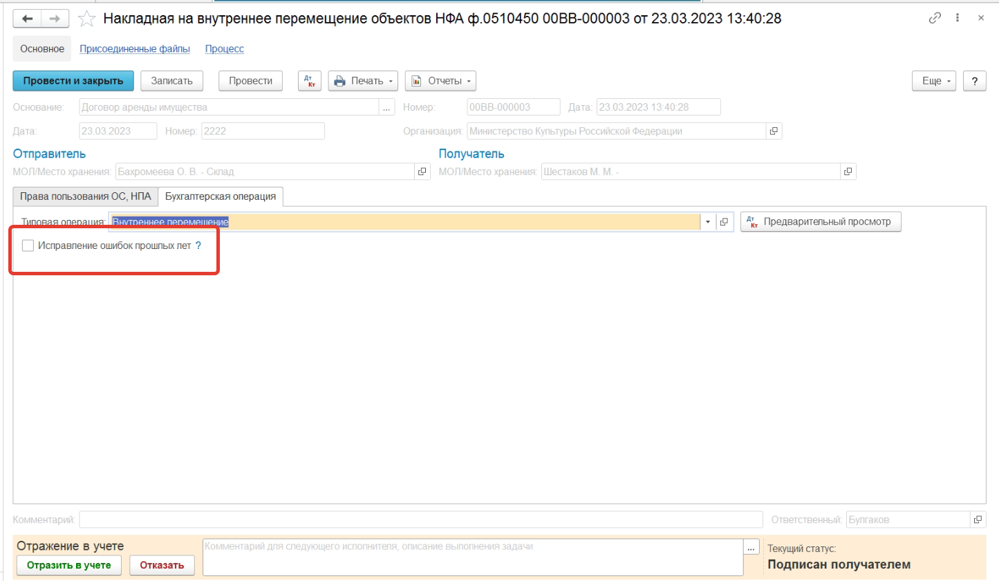 Накладная на внутреннее перемещение объектов НФА ф.0510450 00ВВ-000003 от 23.03.2023 13:40:28
Основное Присоединенные файлы Процесс
Провести и закрыть Записать Провести Дт Кт Печать Отчеты Еще ?
Основание: Договор аренды имущества ... Номер: 00ВВ-000003 Дата: 23.03.2023 13:40:28
Дата: 23.03.2023 Номер: 2222 Организация: Министерство Культуры Российской Федерации
Отправитель Получатель
МОЛ/Место хранения: Бахромеева О. В. - Склад МОЛ/Место хранения: Шестаков М. М. -
Права пользования ОС, НПА Бухгалтерская операция
Типовая операция: Внутреннее перемещение Дт Кт Предварительный просмотр
Исправление ошибок прошлых лет ?
Комментарий: Ответственный: Булгаков
Отражение в учете Комментарий для следующего исполнителя, описание выполнения задачи ... Текущий статус:
Отразить в учете Отказать Подписан получателем